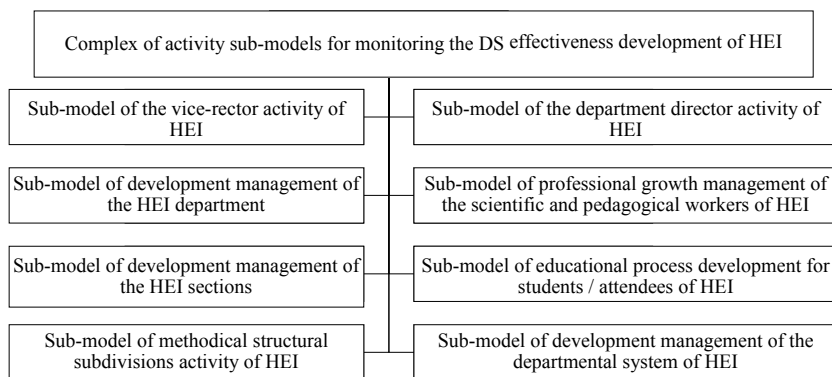 Complex of activity sub-models for monitoring the DS effectiveness development of HEI
Sub-model of the vice-rector activity of
HEI
Sub-model of the department director activity of
HEI
Sub-model of development management of
the HEI department
Sub-model of professional growth management of
the scientific and pedagogical workers of HEI
Sub-model of development management of
the HEI sections
Sub-model of educational process development for
students / attendees of HEI
Sub-model of methodical structural
subdivisions activity of HEI
Sub-model of development management of the
departmental system of HEI